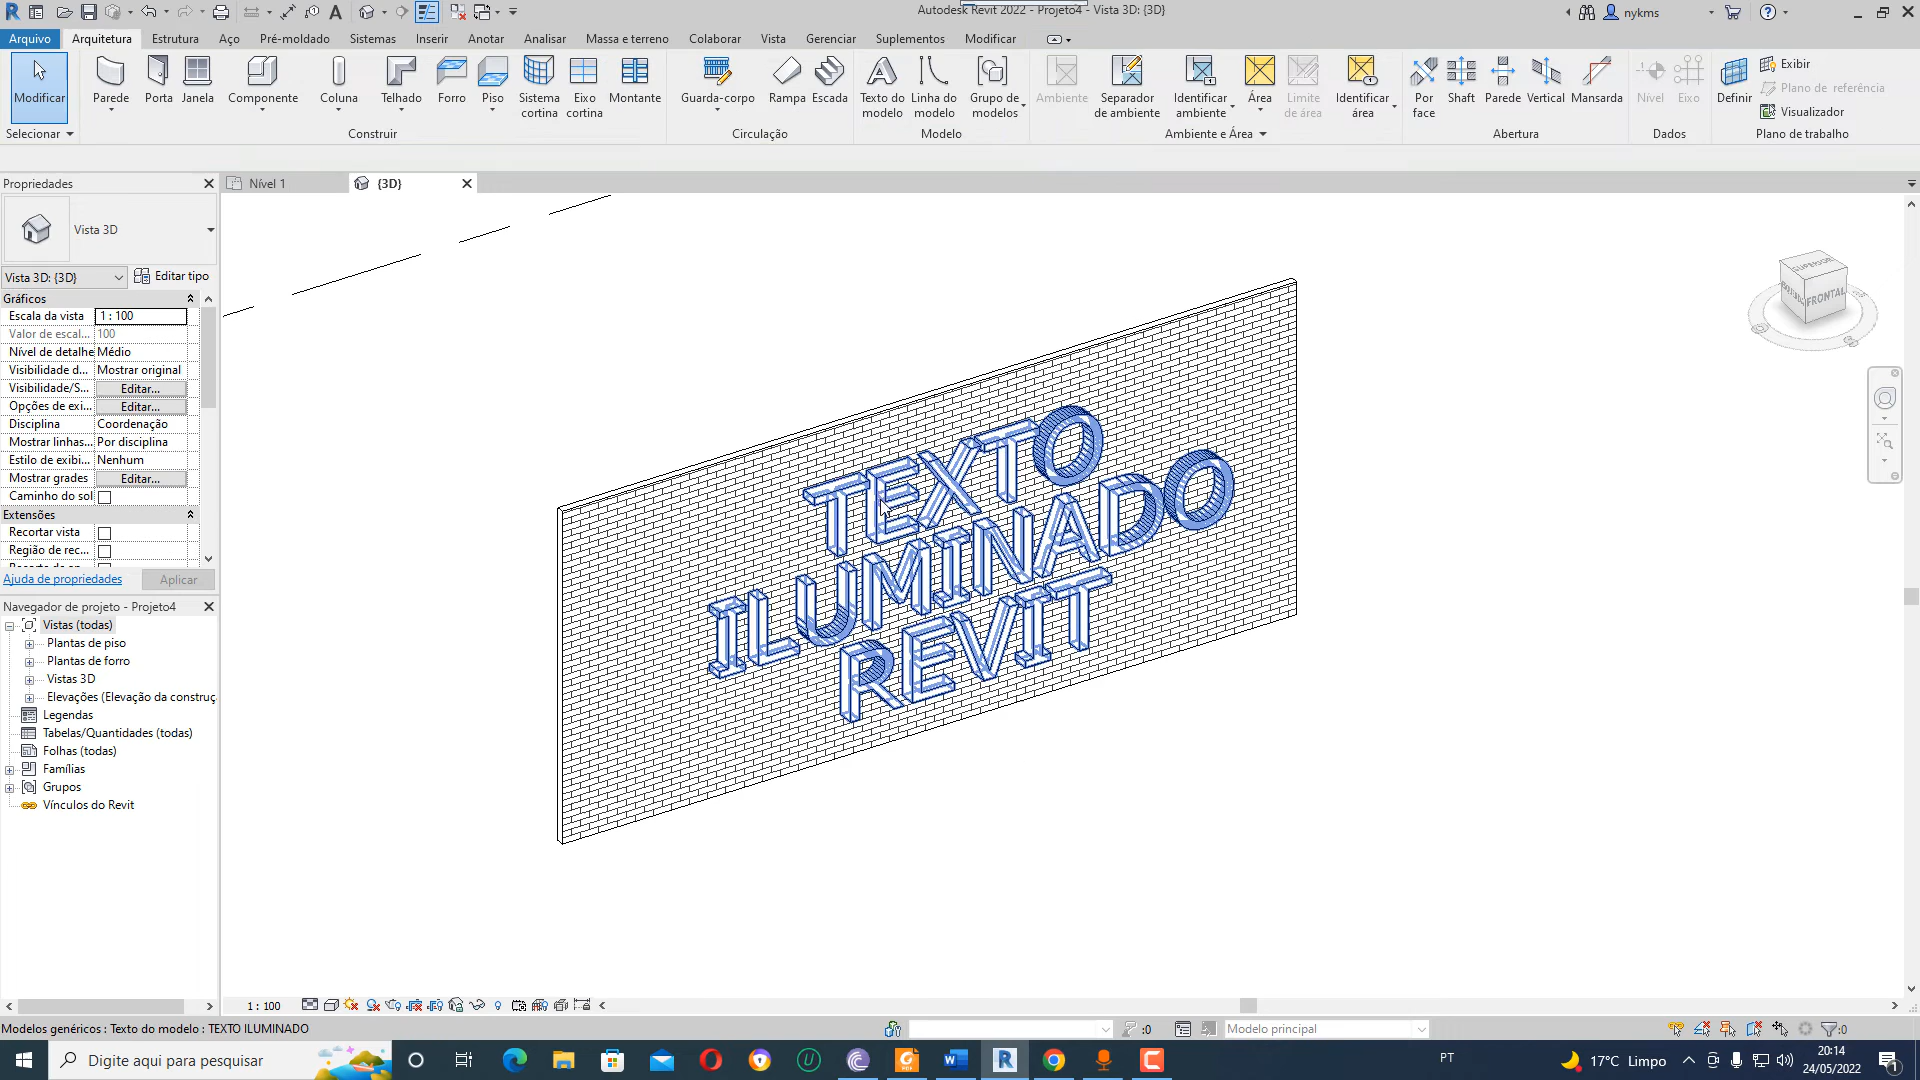 Autodesk Revit 2022 - Projeto4 - Vista 3D: {3D}
nykms
Arquivo Arquitetura Estrutura Aço Pré-moldado Sistemas Inserir Anotar Analisar Massa e terreno Colaborar Vista Gerenciar Suplementos Modificar
Modificar
Parede
Porta
Janela
Componente
Coluna
Telhado
Forro
Piso
Sistema cortina
Eixo cortina
Montante
Guarda-corpo
Rampa
Escada
Texto do modelo
Linha do modelo
Grupo de modelos
Ambiente
Separador de ambiente
Identificar ambiente
Área
Limite de área
Identificar área
Por face
Shaft
Parede
Vertical
Mansarda
Nível
Eixo
Definir
Exibir
Plano de referência
Visualizador
Selecionar
Construir
Circulação
Modelo
Ambiente e Área
Abertura
Dados
Plano de trabalho
Propriedades
Nível 1
{3D}
Vista 3D
Vista 3D: {3D}
Editar tipo
Gráficos
Escala da vista 1 : 100
Valor de escal... 100
Nível de detalhe Médio
Visibilidade d... Mostrar original
Visibilidade/S... Editar...
Opções de exi... Editar...
Disciplina Coordenação
Mostrar linhas... Por disciplina
Estilo de exibi... Nenhum
Mostrar grades Editar...
Caminho do sol
Extensões
Recortar vista
Região de rec...
Ajuda de propriedades
Aplicar
Navegador de projeto - Projeto4
Vistas (todas)
Plantas de piso
Plantas de forro
Vistas 3D
Elevações (Elevação da construç
Legendas
Tabelas/Quantidades (todas)
Folhas (todas)
Famílias
Grupos
Vínculos do Revit
TEXTO
ILUMINADO
REVIT
SUPERIOR
FRONTAL
1 : 100
Modelos genéricos : Texto do modelo : TEXTO ILUMINADO
:0
Modelo principal
:0
Digite aqui para pesquisar
PT
17°C Limpo
20:14
24/05/2022